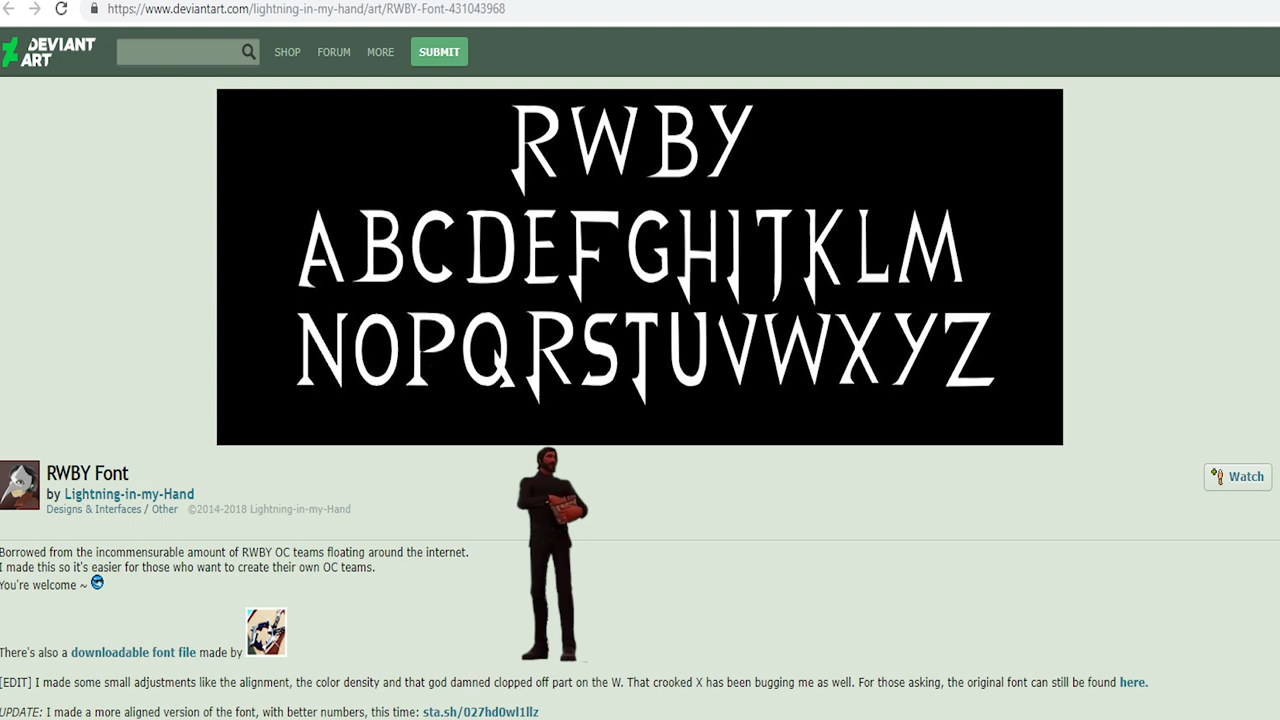 https://www.deviantart.com/lightning-in-my-hand/art/RWBY-Font-431043968
DEVIANT ART SHOP FORUM MORE SUBMIT
RWBY
ABCDEFGHIJKLM
NOPQRSTUVWXYZ
RWBY Font
Watch
by Lightning-in-my-Hand
Designs & Interfaces / Other ©2014-2018 Lightning-in-my-Hand
Borrowed from the incommensurable amount of RWBY OC teams floating around the internet.
I made this so it's easier for those who want to create their own OC teams.
You're welcome ~
There's also a downloadable font file made by
[EDIT] I made some small adjustments like the alignment, the color density and that god damned clopped off part on the W. That crooked X has been bugging me as well. For those asking, the original font can still be found here.
UPDATE: I made a more aligned version of the font, with better numbers, this time: sta.sh/027hd0wl1llz